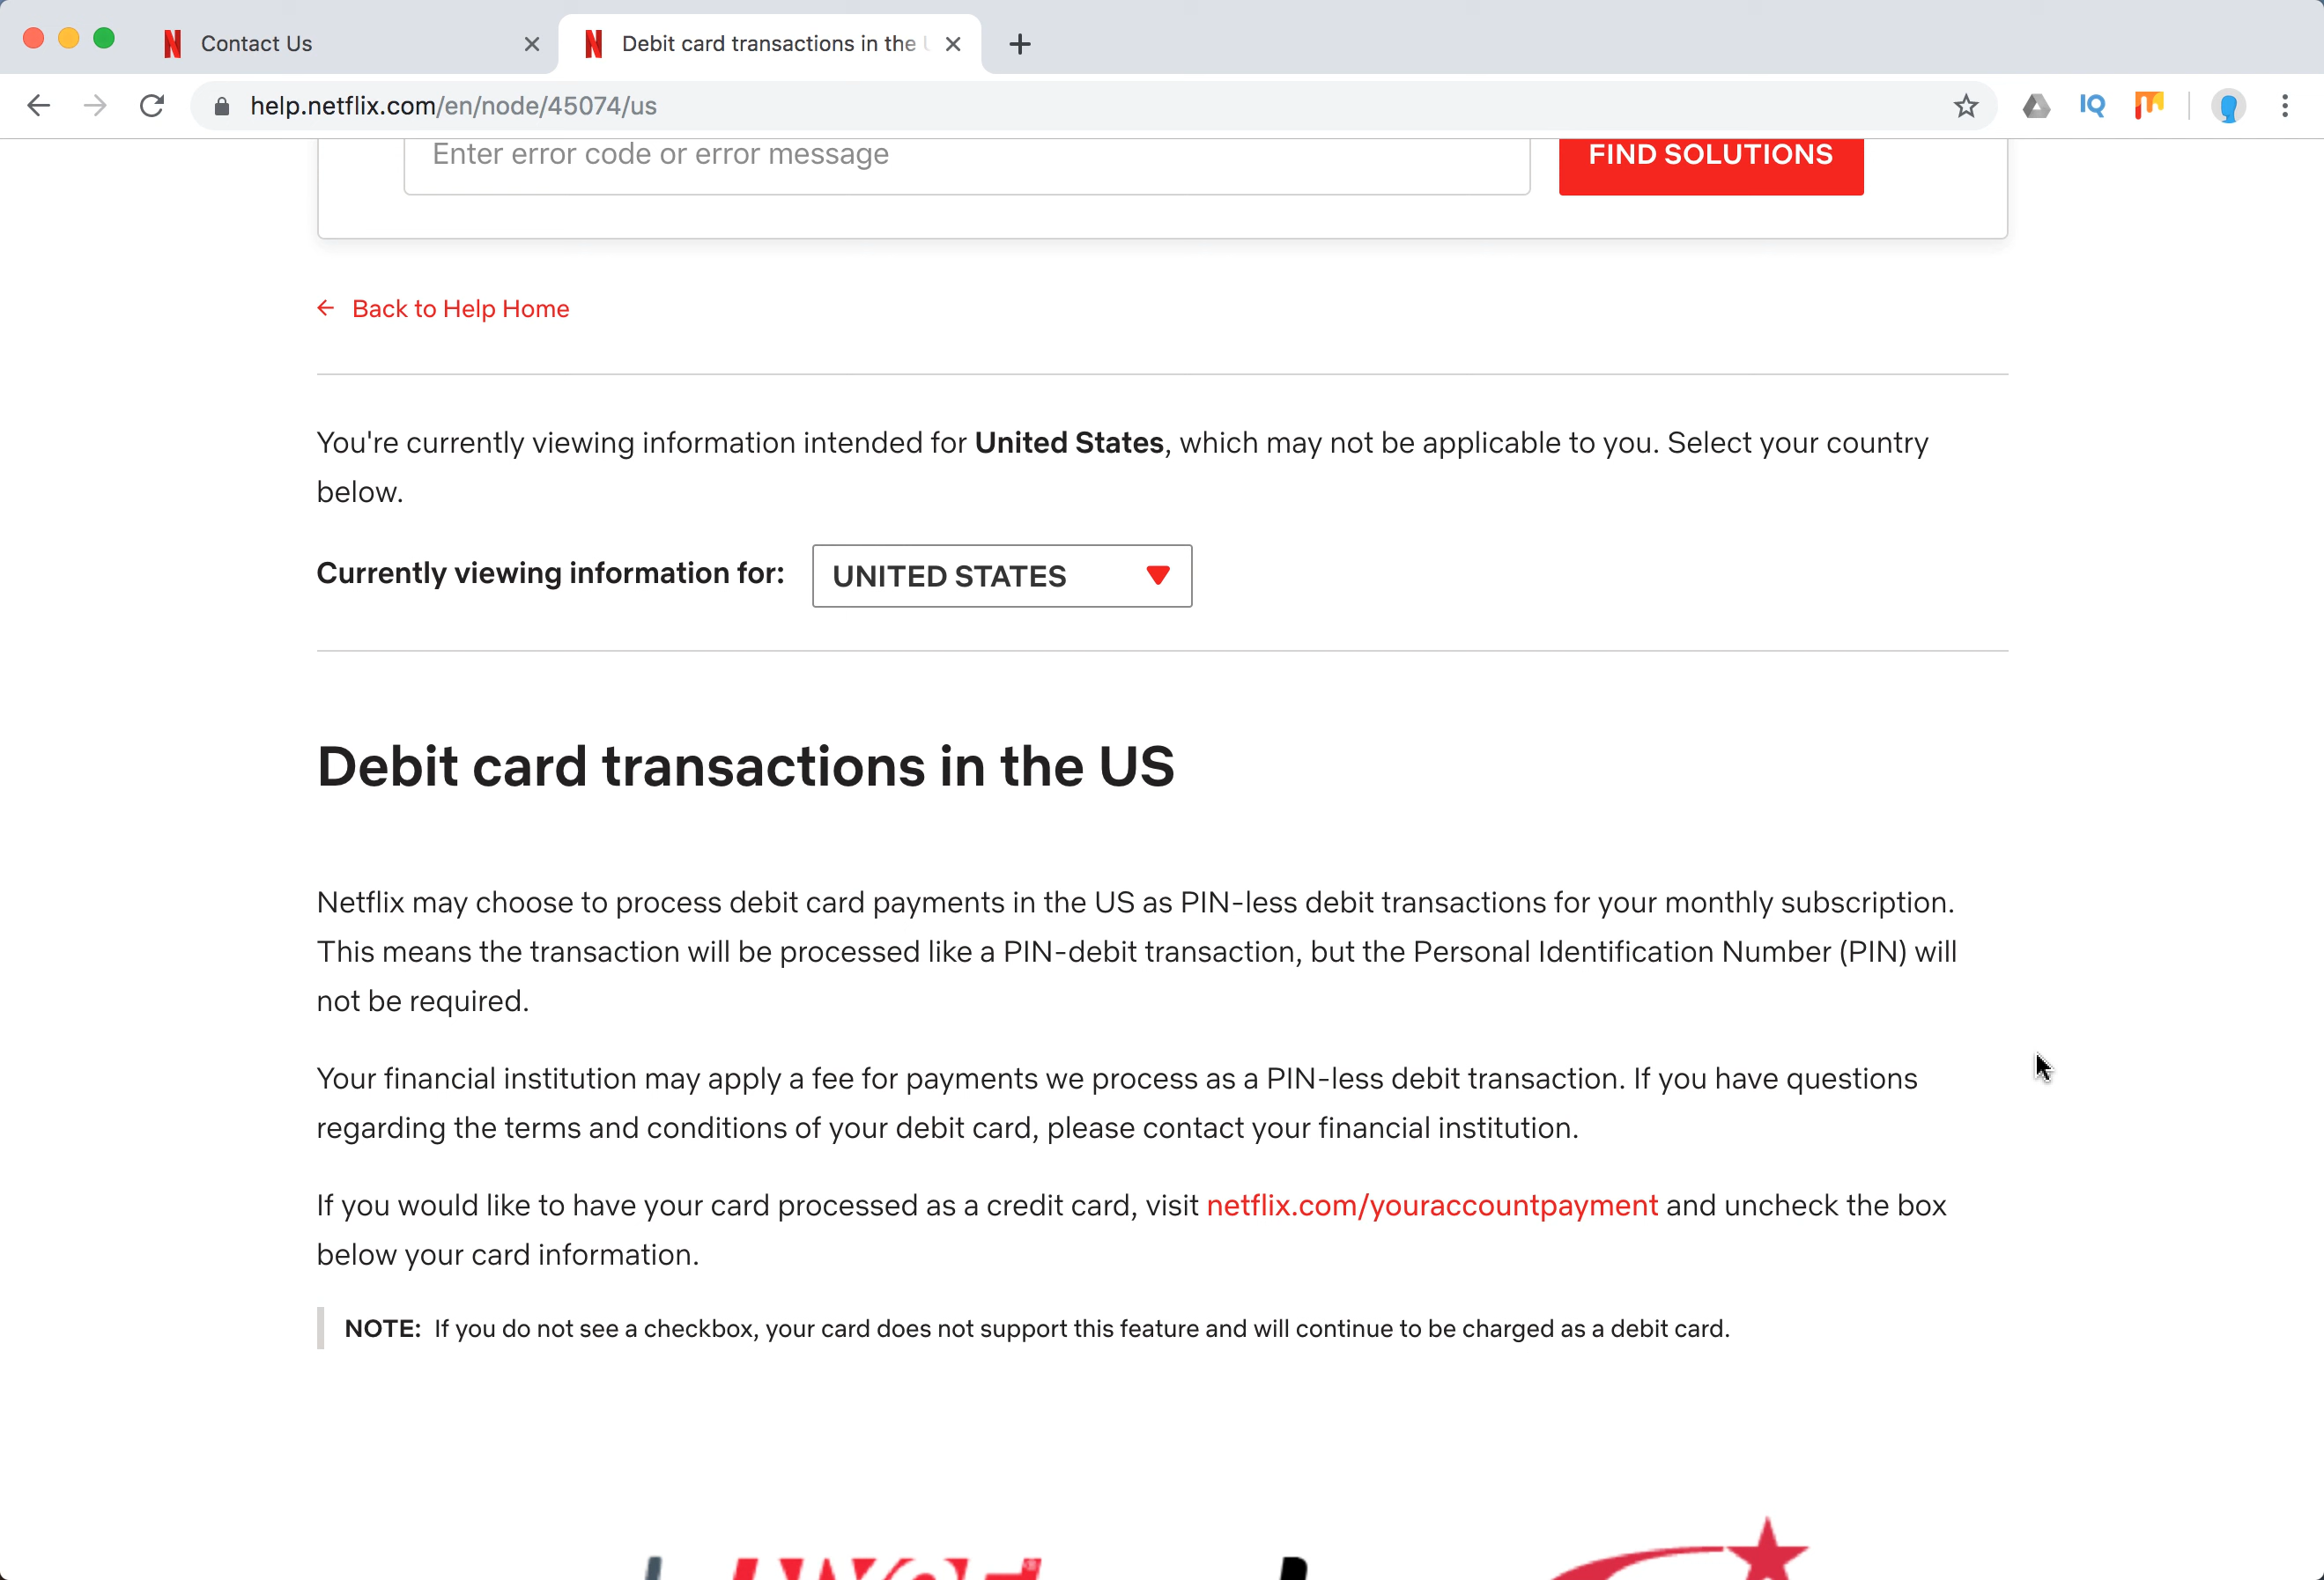 Contact Us
Debit card transactions in the
help.netflix.com/en/node/45074/us
IQ
Enter error code or error message
FIND SOLUTIONS
Back to Help Home
You're currently viewing information intended for United States, which may not be applicable to you. Select your country
below.
Currently viewing information for:
UNITED STATES
Debit card transactions in the US
Netflix may choose to process debit card payments in the US as PIN-less debit transactions for your monthly subscription.
This means the transaction will be processed like a PIN-debit transaction, but the Personal Identification Number (PIN) will
not be required.
Your financial institution may apply a fee for payments we process as a PIN-less debit transaction. If you have questions
regarding the terms and conditions of your debit card, please contact your financial institution.
If you would like to have your card processed as a credit card, visit netflix.com/youraccountpayment and uncheck the box
below your card information.
NOTE: If you do not see a checkbox, your card does not support this feature and will continue to be charged as a debit card.